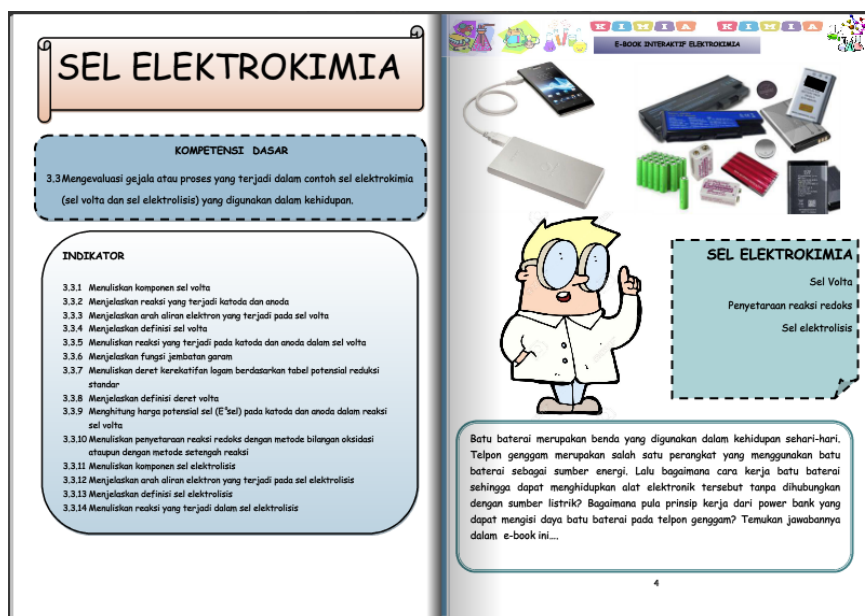 SEL ELEKTROKIMIA
KOMPETENSI DASAR
3.3Mengevaluasi gejala atau proses yang terjadi dalam contoh sel elektrokimia
(sel volta dan sel elektrolisis) yang digunakan dalam kehidupan.
INDIKATOR
3.3.1 Menuliskan komponen sel volta
3.3.2 Menjelaskan reaksi yang terjadi katoda dan anoda
3.3.3 Menjelaskan arah aliran elektron yang terjadi pada sel volta
3.3.4 Menjelaskan definisi sel volta
3.3.5 Menuliskan reaksi yang terjadi pada katoda dan anoda dalam sel volta
3.3.6 Menjelaskan fungsi jembatan garam
3.3.7 Menuliskan deret kerekatifan logam berdasarkan tabel potensial reduksi
standar
3.3.8 Menjelaskan definisi deret volta
3.3.9 Menghitung harga potensial sel (E°sel) pada katoda dan anoda dalam reaksi
sel volta
3.3.10 Menuliskan penyetaraan reaksi redoks dengan metode bilangan oksidasi
ataupun dengan metode setengah reaksi
3.3.11 Menuliskan komponen sel elektrolisis
3.3.12 Menjelaskan arah aliran elektron yang terjadi pada sel elektrolisis
3.3.13 Menjelaskan definisi sel elektrolisis
3.3.14 Menuliskan reaksi yang terjadi dalam sel elektrolisis
KIMIA KIMIA
E-BOOK INTERAKTIF ELEKTROKIMIA
SEL ELEKTROKIMIA
Sel Volta
Penyetaraan reaksi redoks
Sel elektrolisis
Batu baterai merupakan benda yang digunakan dalam kehidupan sehari-hari.
Telpon genggam merupakan salah satu perangkat yang menggunakan batu
baterai sebagai sumber energi. Lalu bagaimana cara kerja batu baterai
sehingga dapat menghidupkan alat elektronik tersebut tanpa dihubungkan
dengan sumber listrik? Bagaimana pula prinsip kerja dari power bank yang
dapat mengisi daya batu baterai pada telpon genggam? Temukan jawabannya
dalam e-book ini....
4